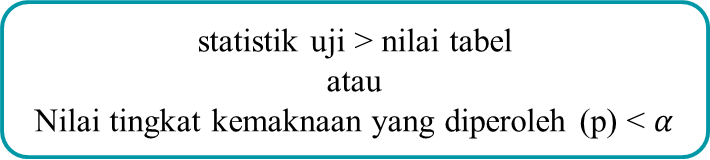 statistik uji > nilai tabel
atau
Nilai tingkat kemaknaan yang diperoleh (p) < α